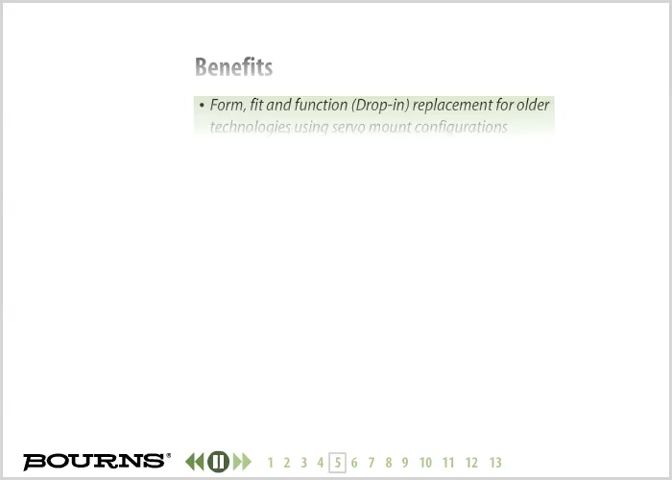 Benefits
• Form, fit and function (Drop-in) replacement for older
technologies using servo mount configurations
BOURNS® 1 2 3 4 5 6 7 8 9 10 11 12 13